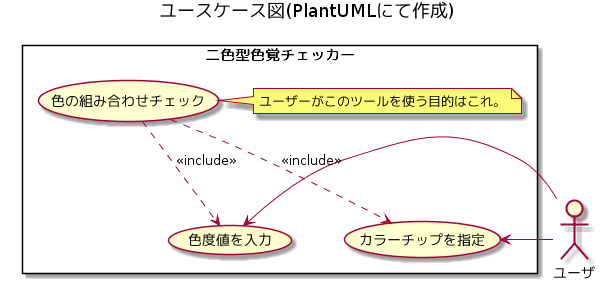 ユースケース図(PlantUMLにて作成)
二色型色覚チェッカー
色の組み合わせチェック
ユーザーがこのツールを使う目的はこれ。
«include»
«include»
色度値を入力
カラーチップを指定
ユーザ